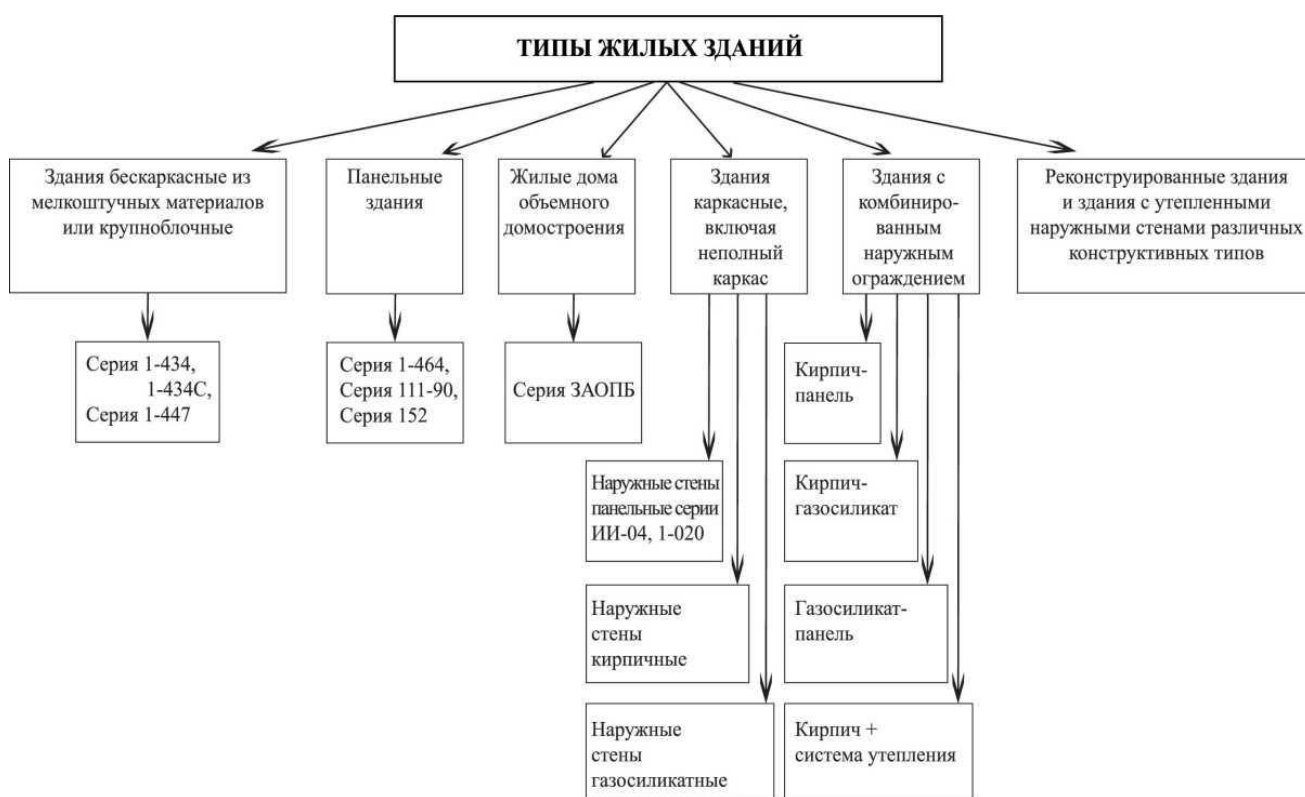 ТИПЫ ЖИЛЫХ ЗДАНИЙ
Здания бескаркасные из
мелкоштучных материалов
или крупноблочные
Панельные
здания
Жилые дома
объемного
домостроения
Здания
каркасные,
включая
неполный
каркас
Здания с
комбиниро-
ванным
наружным
ограждением
Реконструированные здания
и здания с утепленными
наружными стенами различных
конструктивных типов
Серия 1-434,
1-434С,
Серия 1-447
Серия 1-464,
Серия 111-90,
Серия 152
Серия ЗАОПБ
Наружные стены
панельные серии
ИИ-04, 1-020
Наружные
стены
кирпичные
Наружные
стены
газосиликатные
Кирпич-
панель
Кирпич-
газосиликат
Газосиликат-
панель
Кирпич +
система утепления